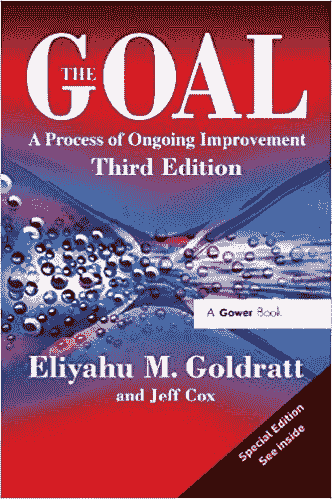 THE GOAL
A Process of Ongoing Improvement
Third Edition
A Gower Book
Eliyahu M. Goldratt
and Jeff Cox
Special Edition
See inside